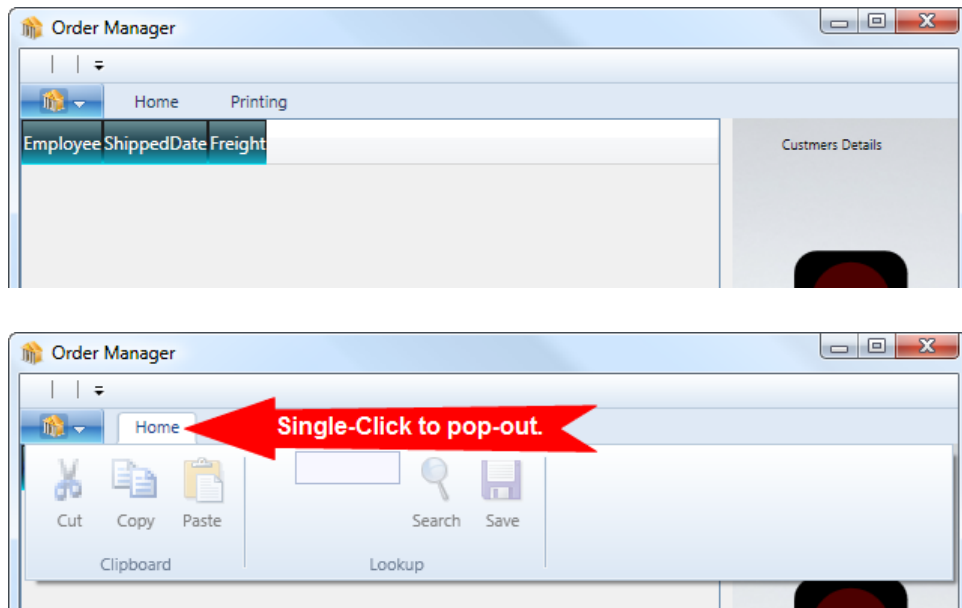 Order Manager
Home Printing
Employee ShippedDate Freight
Custmers Details
Order Manager
Home
Single-Click to pop-out.
Cut Copy Paste Search Save
Clipboard Lookup